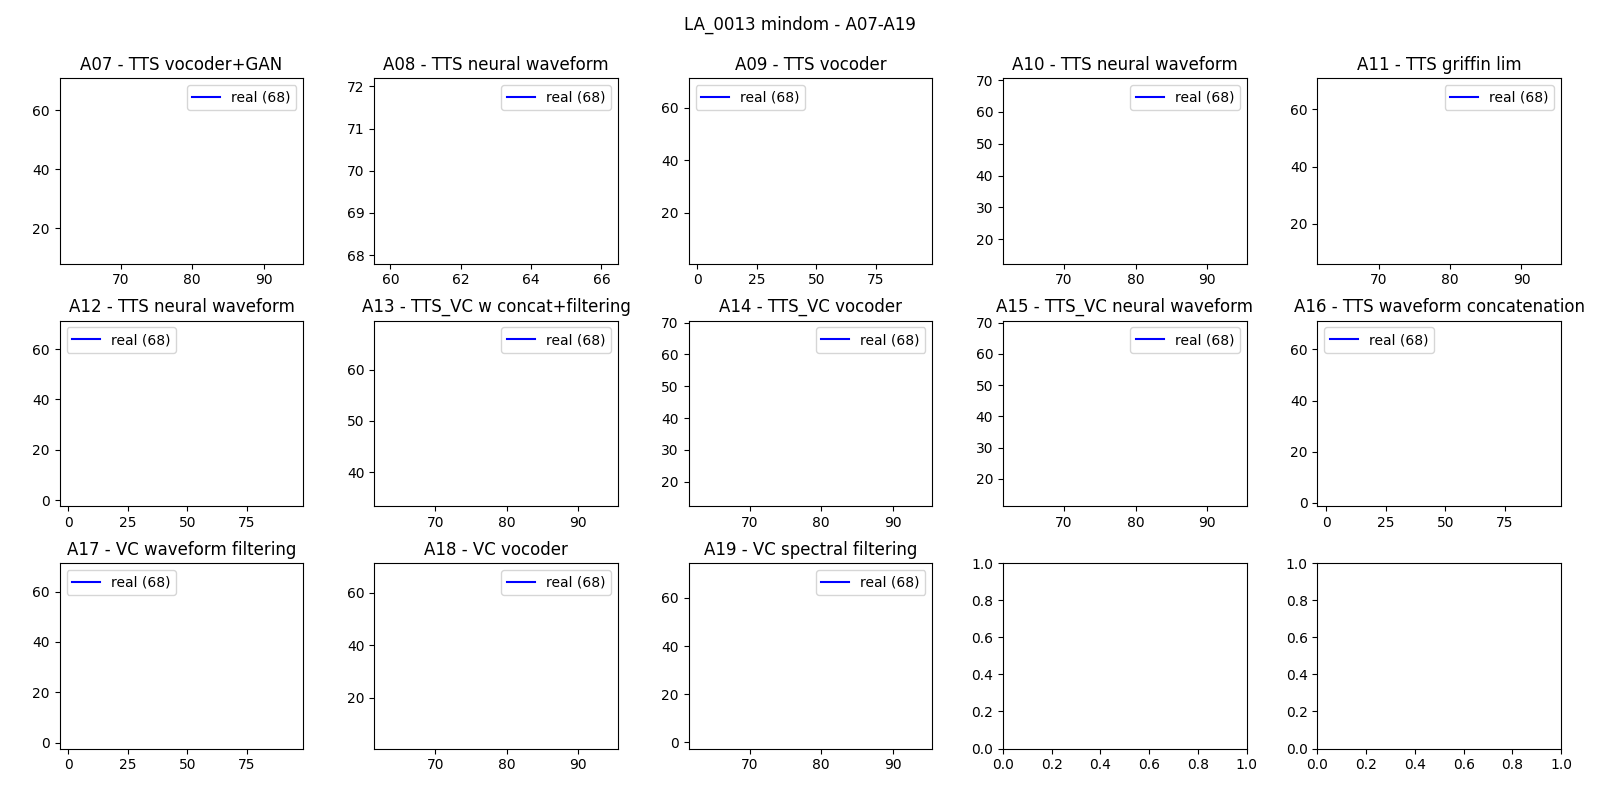 LA_0013 mindom - A07-A19
A07 - TTS vocoder+GAN
real (68)
60
40
20
70 80 90
A08 - TTS neural waveform
real (68)
72
71
70
69
68
60 62 64 66
A09 - TTS vocoder
real (68)
60
40
20
0 25 50 75
A10 - TTS neural waveform
real (68)
70
60
50
40
30
20
70 80 90
A11 - TTS griffin lim
real (68)
60
40
20
70 80 90
A12 - TTS neural waveform
real (68)
60
40
20
0
0 25 50 75
A13 - TTS_VC w concat+filtering
real (68)
60
50
40
70 80 90
A14 - TTS_VC vocoder
real (68)
70
60
50
40
30
20
70 80 90
A15 - TTS_VC neural waveform
real (68)
70
60
50
40
30
20
70 80 90
A16 - TTS waveform concatenation
real (68)
60
40
20
0
0 25 50 75
A17 - VC waveform filtering
real (68)
60
40
20
0
0 25 50 75
A18 - VC vocoder
real (68)
60
40
20
70 80 90
A19 - VC spectral filtering
real (68)
60
40
20
0
70 80 90
1.0
0.8
0.6
0.4
0.2
0.0
0.0 0.2 0.4 0.6 0.8 1.0
1.0
0.8
0.6
0.4
0.2
0.0
0.0 0.2 0.4 0.6 0.8 1.0